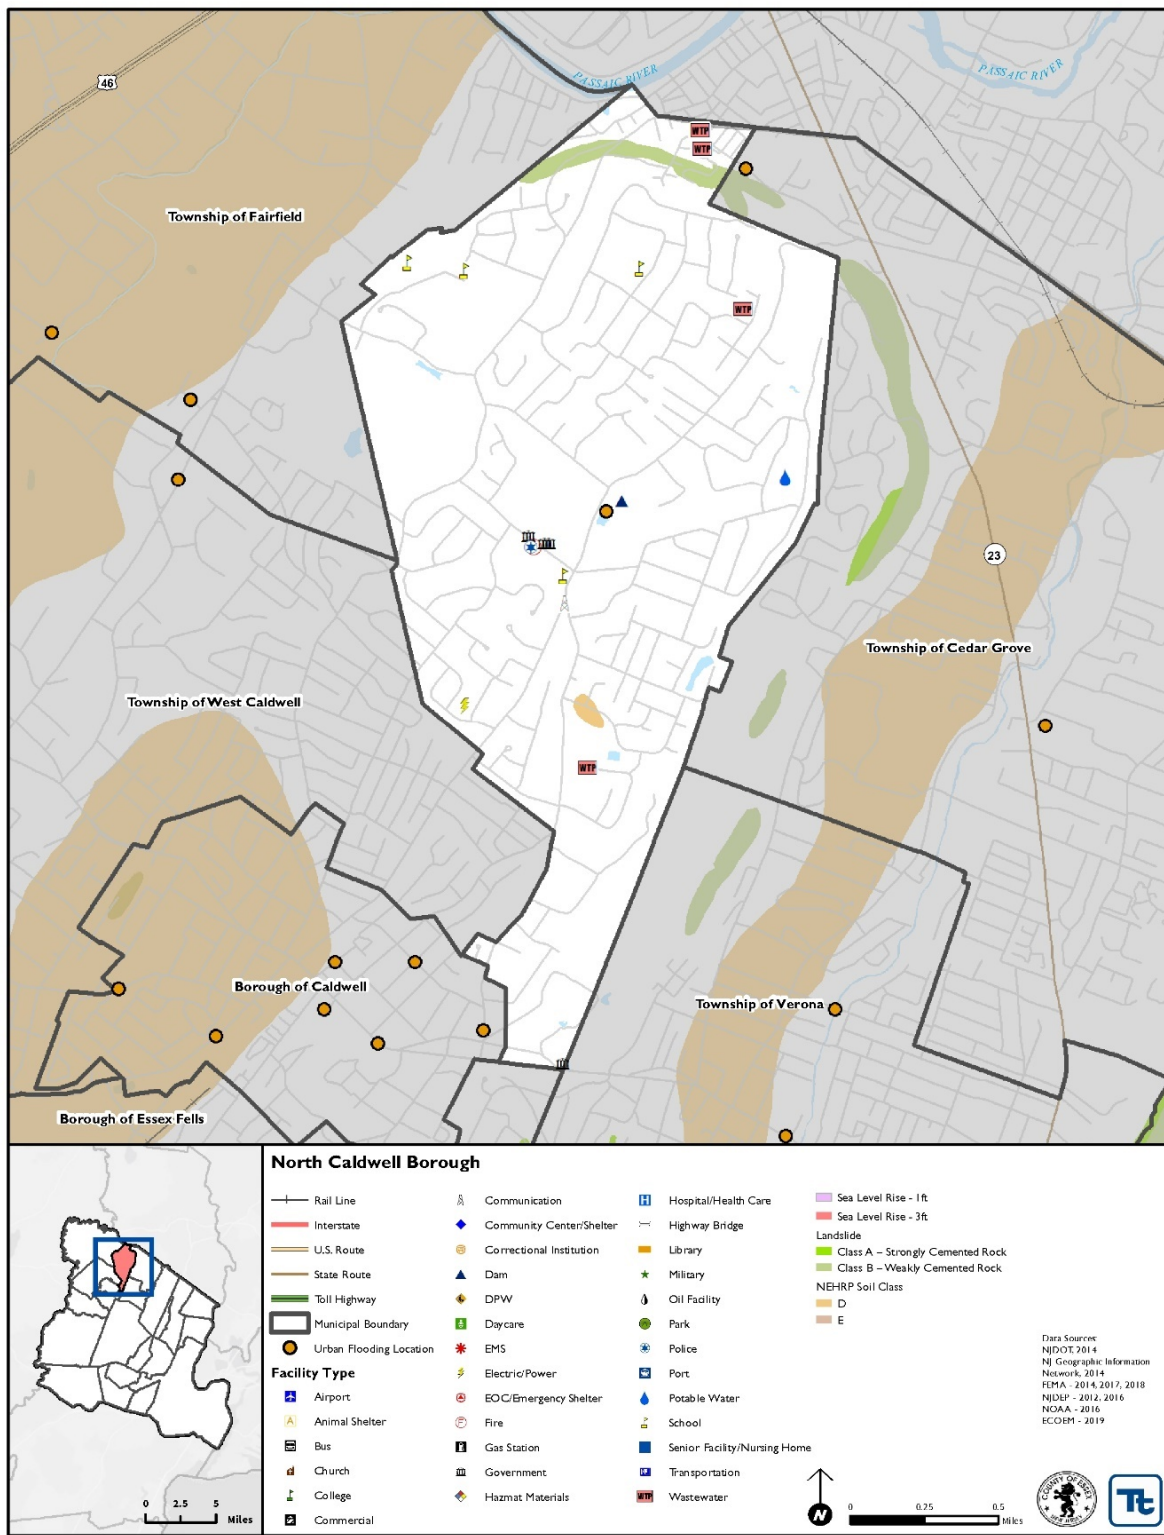 46
PASSAIC RIVER
PASSAIC RIVER
WTP
WTP
Township of Fairfield
WTP
23
Township of Cedar Grove
Township of West Caldwell
WTP
Borough of Caldwell
Township of Verona
Borough of Essex Fells
North Caldwell Borough
Rail Line
Interstate
U.S. Route
State Route
Toll Highway
Municipal Boundary
Urban Flooding Location
Facility Type
Airport
A Animal Shelter
Bus
Church
College
Commercial
Communication
Community Center/Shelter
Correctional Institution
Dam
DPW
Daycare
EMS
Electric/Power
EOC/Emergency Shelter
F Fire
Gas Station
Government
Hazmat Materials
H Hospital/Health Care
Highway Bridge
Library
Military
Oil Facility
Park
Police
Port
Potable Water
School
Senior Facility/Nursing Home
Transportation
WTP Wastewater
Sea Level Rise - 1ft
Sea Level Rise - 3ft
Landslide
Class A – Strongly Cemented Rock
Class B – Weakly Cemented Rock
NEHRP Soil Class
D
E
Data Sources:
NJDOT, 2014
NJ Geographic Information
Network, 2014
FEMA - 2014, 2017, 2018
NJDEP - 2012, 2016
NOAA - 2016
ECOEM - 2019
0 2.5 5
Miles
N
0 0.25 0.5
Miles
COUNTY OF ESSEX
NEW JERSEY
Tt